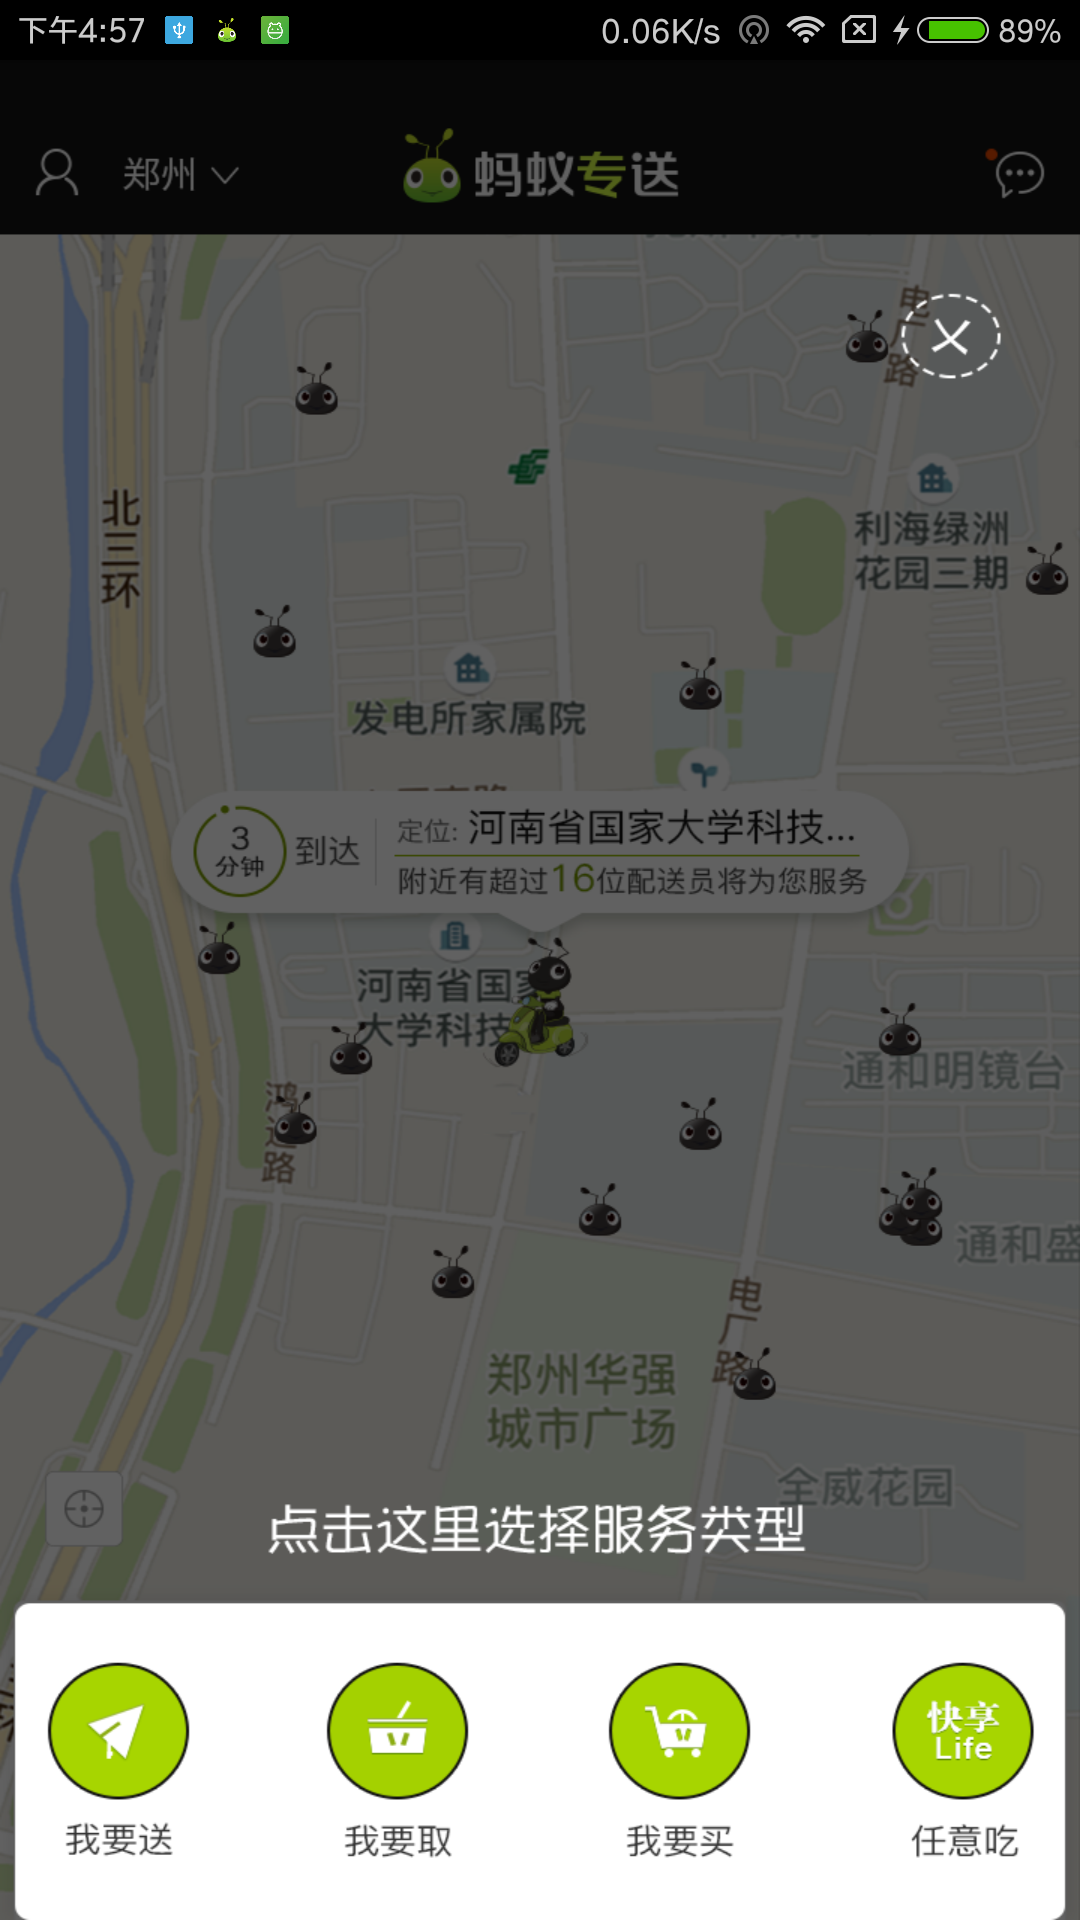 下午4:57
0.06K/s
89%
郑州
蚂蚁专送
电厂路
北三环
利海绿洲
花园三期
发电所家属院
3
分钟
到达
定位: 河南省国家大学科技...
附近有超过16位配送员将为您服务
河南省国家
大学科技
通和明镜台
鸿运路
通和盛
电厂路
郑州华强
城市广场
全威花园
点击这里选择服务类型
快享
Life
我要送
我要取
我要买
任意吃